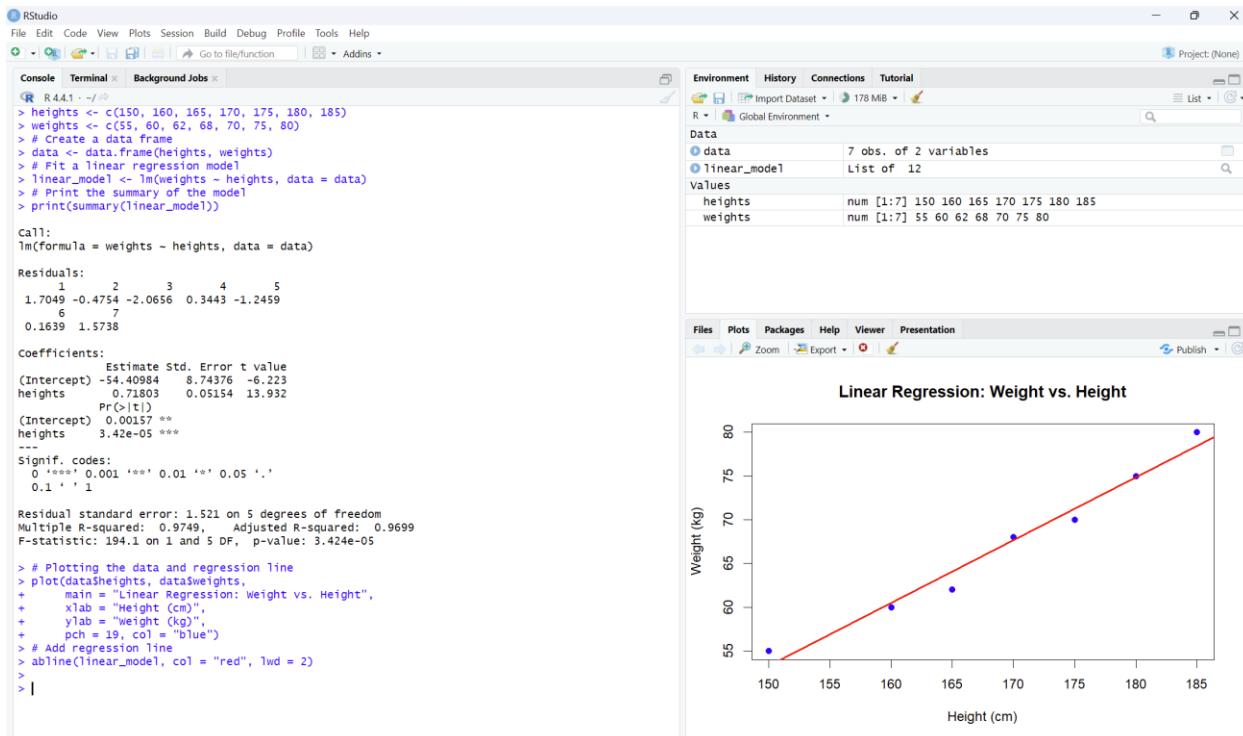 RStudio
File Edit Code View Plots Session Build Debug Profile Tools Help
Go to file/function Addins Project: (None)
Console Terminal Background Jobs
R 4.4.1 · ~/
> heights <- c(150, 160, 165, 170, 175, 180, 185)
> weights <- c(55, 60, 62, 68, 70, 75, 80)
> # Create a data frame
> data <- data.frame(heights, weights)
> # Fit a linear regression model
> linear_model <- lm(weights ~ heights, data = data)
> # Print the summary of the model
> print(summary(linear_model))
Call:
lm(formula = weights ~ heights, data = data)
Residuals:
1 2 3 4 5
1.7049 -0.4754 -2.0656 0.3443 -1.2459
6 7
0.1639 1.5738
Coefficients:
Estimate Std. Error t value
(Intercept) -54.40984 8.74376 -6.223
heights 0.71803 0.05154 13.932
Pr(>|t|)
(Intercept) 0.00157 **
heights 3.42e-05 ***
---
Signif. codes:
0 ‘***’ 0.001 ‘**’ 0.01 ‘*’ 0.05 ‘.’
0.1 ‘ ’ 1
Residual standard error: 1.521 on 5 degrees of freedom
Multiple R-squared: 0.9749, Adjusted R-squared: 0.9699
F-statistic: 194.1 on 1 and 5 DF, p-value: 3.424e-05
> # Plotting the data and regression line
> plot(data$heights, data$weights,
+ main = "Linear Regression: Weight vs. Height",
+ xlab = "Height (cm)",
+ ylab = "Weight (kg)",
+ pch = 19, col = "blue")
> # Add regression line
> abline(linear_model, col = "red", lwd = 2)
>
>
Environment History Connections Tutorial
Import Dataset 178 MiB List
R Global Environment
Data
data 7 obs. of 2 variables
linear_model List of 12
Values
heights num [1:7] 150 160 165 170 175 180 185
weights num [1:7] 55 60 62 68 70 75 80
Files Plots Packages Help Viewer Presentation
Zoom Export Publish
Linear Regression: Weight vs. Height
Weight (kg)
80
75
70
65
60
55
150 155 160 165 170 175 180 185
Height (cm)